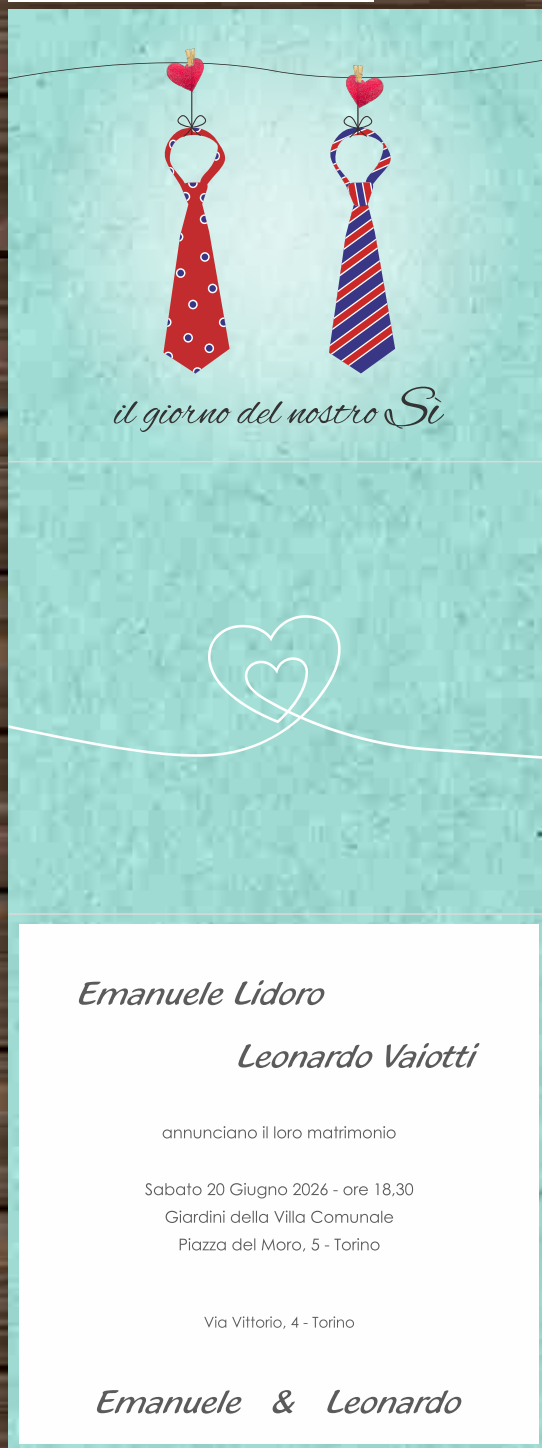 il giorno del nostro Sì
Emanuele Lidoro
Leonardo Vaiotti
annunciano il loro matrimonio
Sabato 20 Giugno 2026 - ore 18,30
Giardini della Villa Comunale
Piazza del Moro, 5 - Torino
Via Vittorio, 4 - Torino
Emanuele & Leonardo